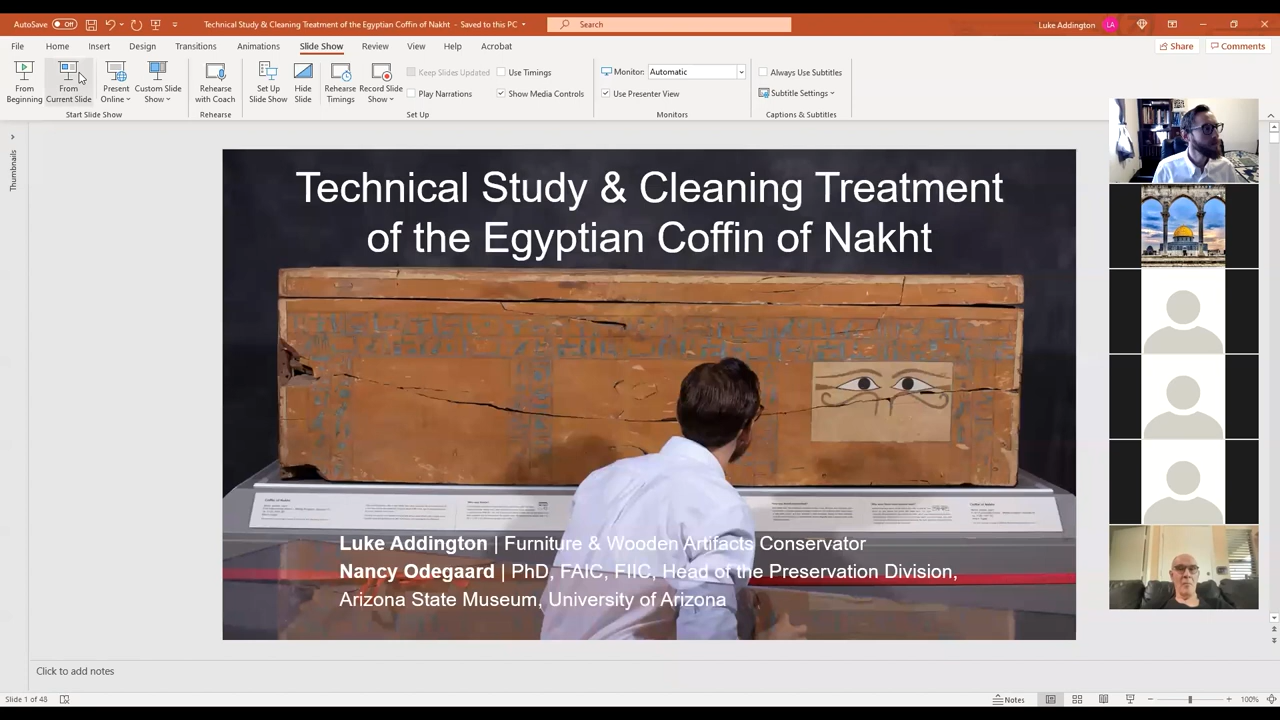 AutoSave Off
Technical Study & Cleaning Treatment of the Egyptian Coffin of Nakht - Saved to this PC
Search
Luke Addington LA
File Home Insert Design Transitions Animations Slide Show Review View Help Acrobat
Share Comments
From Beginning
From Current Slide
Present Online
Custom Slide Show
Start Slide Show
Rehearse with Coach
Rehearse
Set Up Slide Show
Hide Slide
Rehearse Timings
Record Slide Show
Keep Slides Updated
Play Narrations
Use Timings
Show Media Controls
Set Up
Monitor: Automatic
Use Presenter View
Monitors
Always Use Subtitles
Subtitle Settings
Captions & Subtitles
Thumbnails
Technical Study & Cleaning Treatment
of the Egyptian Coffin of Nakht
Luke Addington | Furniture & Wooden Artifacts Conservator
Nancy Odegaard | PhD, FAIC, FIIC, Head of the Preservation Division,
Arizona State Museum, University of Arizona
Click to add notes
Slide 1 of 48
Notes
100%